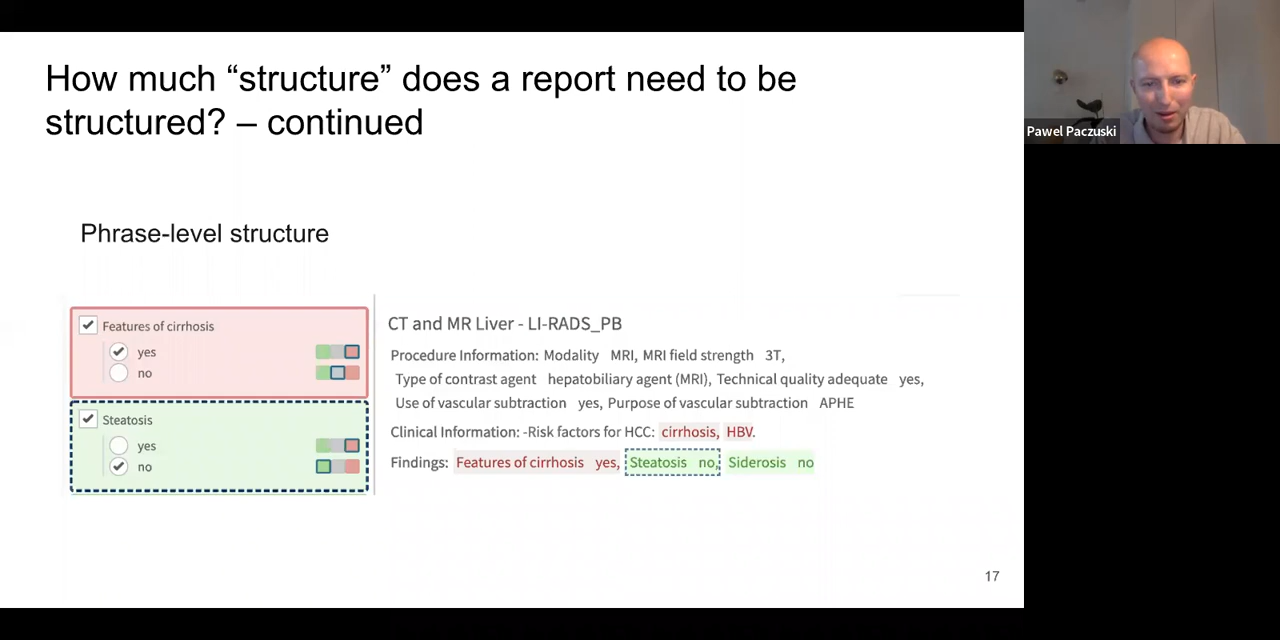 How much “structure” does a report need to be
structured? – continued
Pawel Paczuski
Phrase-level structure
Features of cirrhosis
yes
no
Steatosis
yes
no
CT and MR Liver - LI-RADS_PB
Procedure Information: Modality MRI, MRI field strength 3T,
Type of contrast agent hepatobiliary agent (MRI), Technical quality adequate yes,
Use of vascular subtraction yes, Purpose of vascular subtraction APHE
Clinical Information: -Risk factors for HCC: cirrhosis, HBV.
Findings: Features of cirrhosis yes, Steatosis no, Siderosis no
17